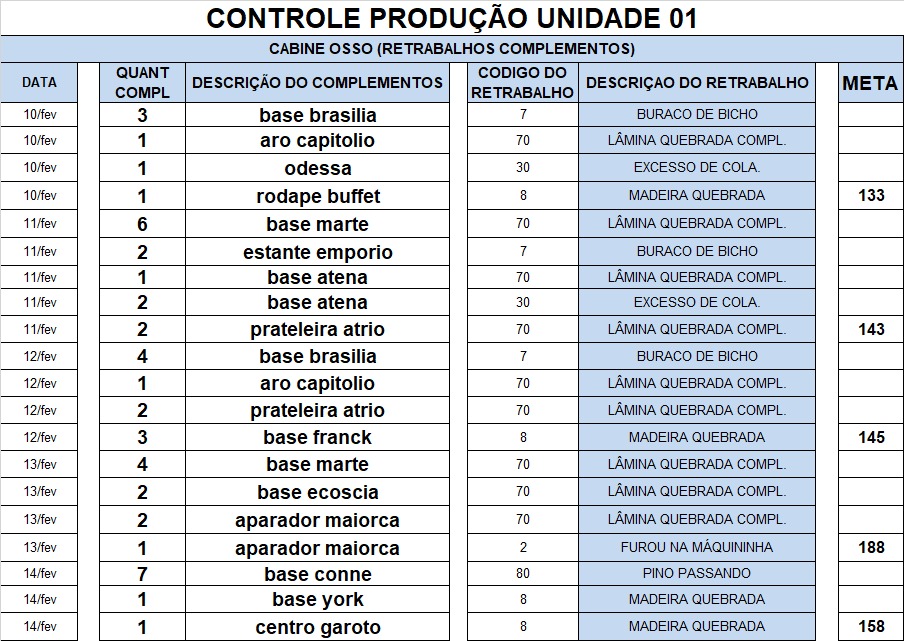 CONTROLE PRODUÇÃO UNIDADE 01
CABINE OSSO (RETRABALHOS COMPLEMENTOS)
DATA QUANT COMPL DESCRIÇÃO DO COMPLEMENTOS CODIGO DO RETRABALHO DESCRIÇAO DO RETRABALHO META
10/fev 3 base brasilia 7 BURACO DE BICHO
10/fev 1 aro capitolio 70 LÂMINA QUEBRADA COMPL.
10/fev 1 odessa 30 EXCESSO DE COLA.
10/fev 1 rodape buffet 8 MADEIRA QUEBRADA 133
11/fev 6 base marte 70 LÂMINA QUEBRADA COMPL.
11/fev 2 estante emporio 7 BURACO DE BICHO
11/fev 1 base atena 70 LÂMINA QUEBRADA COMPL.
11/fev 2 base atena 30 EXCESSO DE COLA.
11/fev 2 prateleira atrio 70 LÂMINA QUEBRADA COMPL. 143
12/fev 4 base brasilia 7 BURACO DE BICHO
12/fev 1 aro capitolio 70 LÂMINA QUEBRADA COMPL.
12/fev 2 prateleira atrio 70 LÂMINA QUEBRADA COMPL.
12/fev 3 base franck 8 MADEIRA QUEBRADA 145
13/fev 4 base marte 70 LÂMINA QUEBRADA COMPL.
13/fev 2 base ecoscia 70 LÂMINA QUEBRADA COMPL.
13/fev 2 aparador maiorca 70 LÂMINA QUEBRADA COMPL.
13/fev 1 aparador maiorca 2 FUROU NA MÁQUININHA 188
14/fev 7 base conne 80 PINO PASSANDO
14/fev 1 base york 8 MADEIRA QUEBRADA
14/fev 1 centro garoto 8 MADEIRA QUEBRADA 158